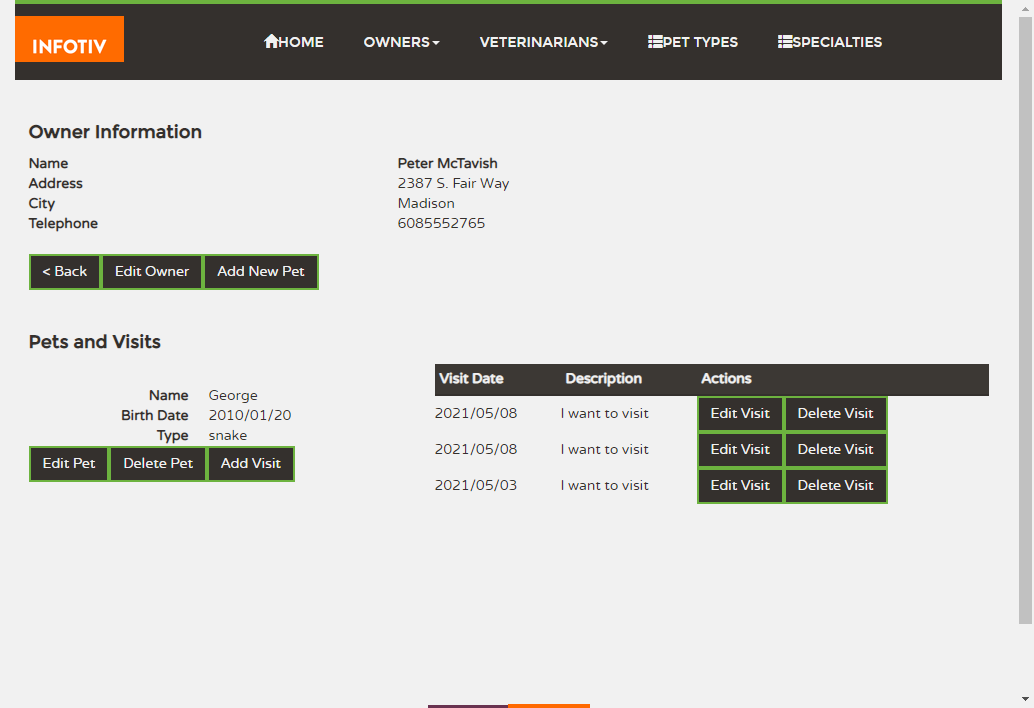 INFOTIV HOME OWNERS VETERINARIANS PET TYPES SPECIALTIES
Owner Information
Name Peter McTavish
Address 2387 S. Fair Way
City Madison
Telephone 6085552765
< Back Edit Owner Add New Pet
Pets and Visits
Visit Date Description Actions
Name George
Birth Date 2010/01/20
Type snake
Edit Pet Delete Pet Add Visit
2021/05/08 I want to visit Edit Visit Delete Visit
2021/05/08 I want to visit Edit Visit Delete Visit
2021/05/03 I want to visit Edit Visit Delete Visit